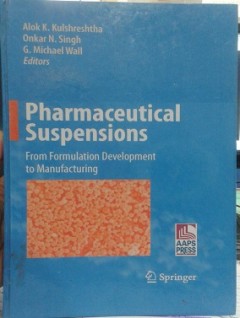 Alok K. Kulshreshtha
Onkar N. Singh
G. Michael Wall
Editors
Pharmaceutical
Suspensions
From Formulation Development
to Manufacturing
AAPS
PRESS
Springer